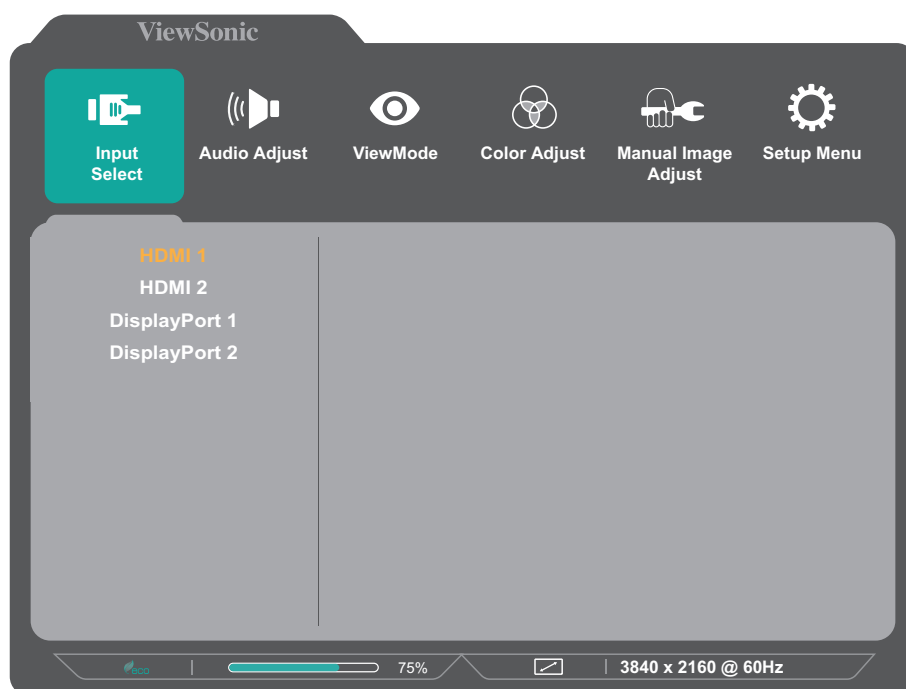 ViewSonic
Input
Select
Audio Adjust
ViewMode
Color Adjust
Manual Image
Adjust
Setup Menu
HDMI 1
HDMI 2
DisplayPort 1
DisplayPort 2
eco
75%
3840 x 2160 @ 60Hz